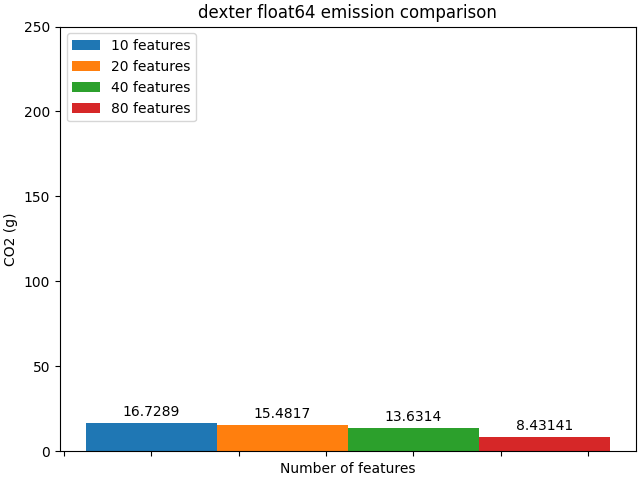 dexter float64 emission comparison
250
200
150
100
50
0
CO2 (g)
10 features
20 features
40 features
80 features
16.7289
15.4817
13.6314
8.43141
Number of features